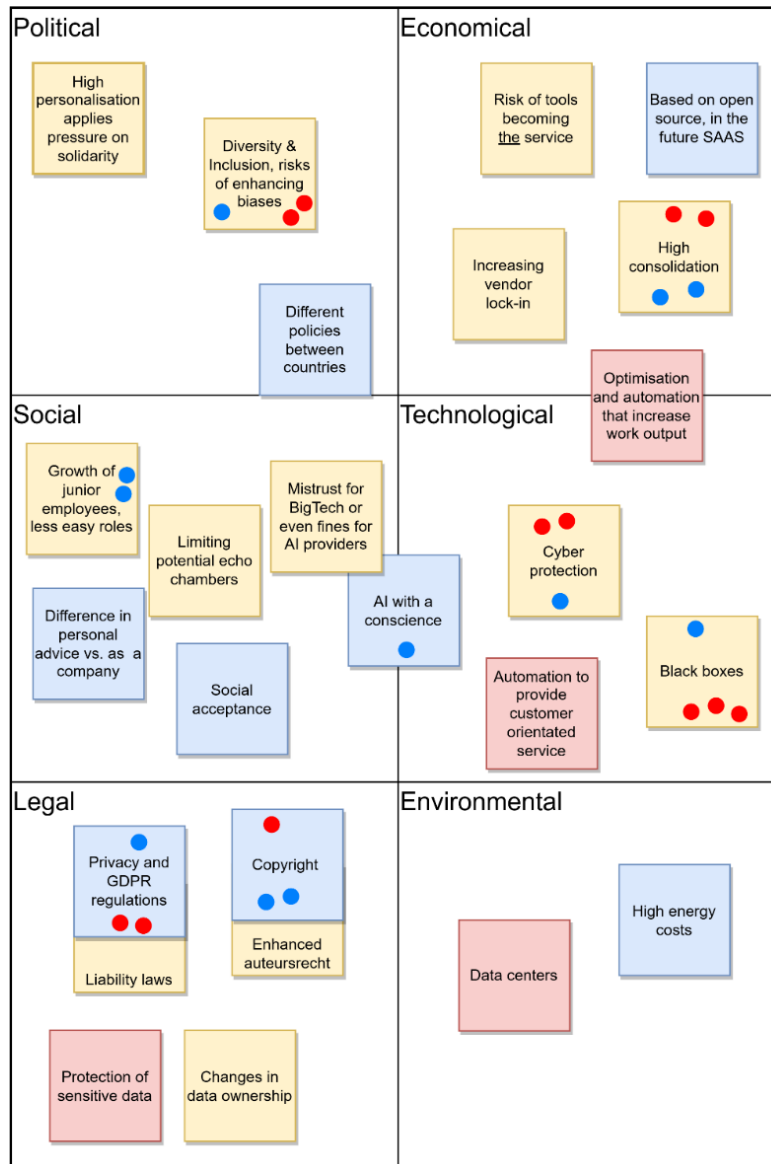 Political
High
personalisation
applies
pressure on
solidarity
Diversity &
Inclusion, risks
of enhancing
biases
Different
policies
between
countries
Economical
Risk of tools
becoming
the service
Based on open
source, in the
future SAAS
Increasing
vendor
lock-in
High
consolidation
Optimisation
and automation
that increase
work output
Social
Growth of
junior
employees,
less easy roles
Limiting
potential echo
chambers
Mistrust for
BigTech or
even fines for
AI providers
Difference in
personal
advice vs. as a
company
Social
acceptance
AI with a
conscience
Technological
Cyber
protection
Black boxes
Automation to
provide
customer
orientated
service
Legal
Privacy and
GDPR
regulations
Liability laws
Copyright
Enhanced
auteursrecht
Protection of
sensitive data
Changes in
data ownership
Environmental
High energy
costs
Data centers